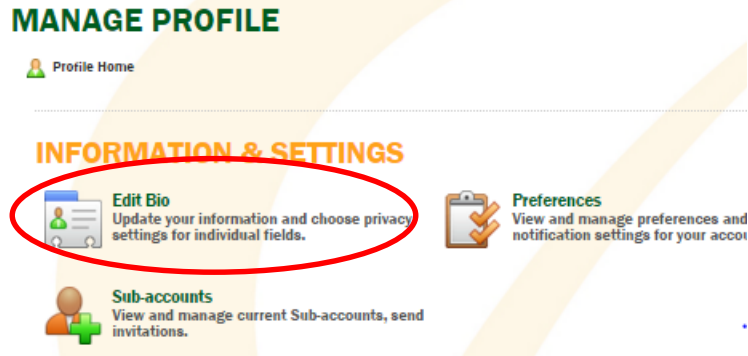 MANAGE PROFILE
Profile Home
INFORMATION & SETTINGS
Edit Bio
Update your information and choose privacy
settings for individual fields.
Preferences
View and manage preferences and
notification settings for your
Sub-accounts
View and manage current Sub-accounts, send
invitations.